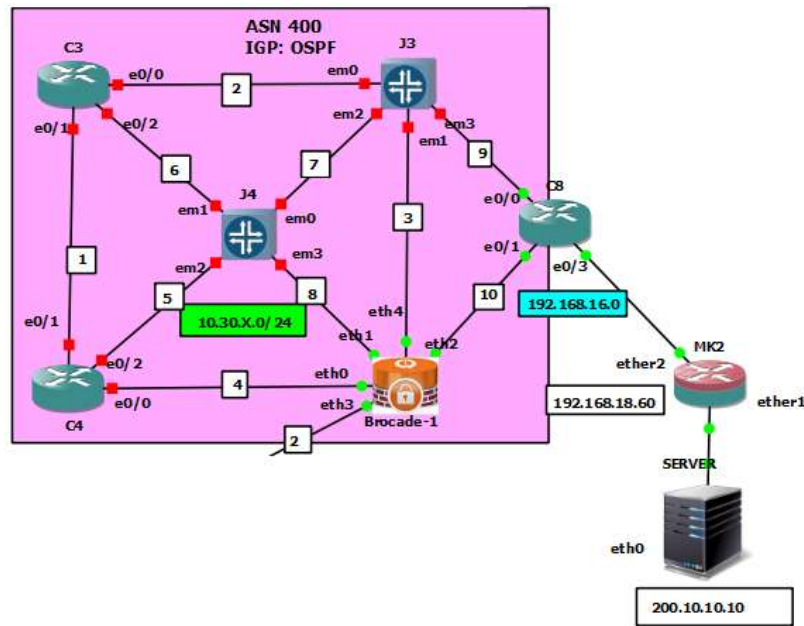 ASN 400
IGP: OSPF
C3
J3
e0/0
2
em0
e0/1
e0/2
em2
em3
em1
6
7
9
J4
C8
em1
em0
e0/0
3
em3
e0/1
1
em2
e0/3
5
8
10
192.168.16.0
10.30.X.0/24
eth4
e0/1
eth1
eth2
MK2
e0/2
ether2
4
eth0
e0/0
eth3
192.168.18.60
ether1
C4
Brocade-1
2
SERVER
eth0
200.10.10.10